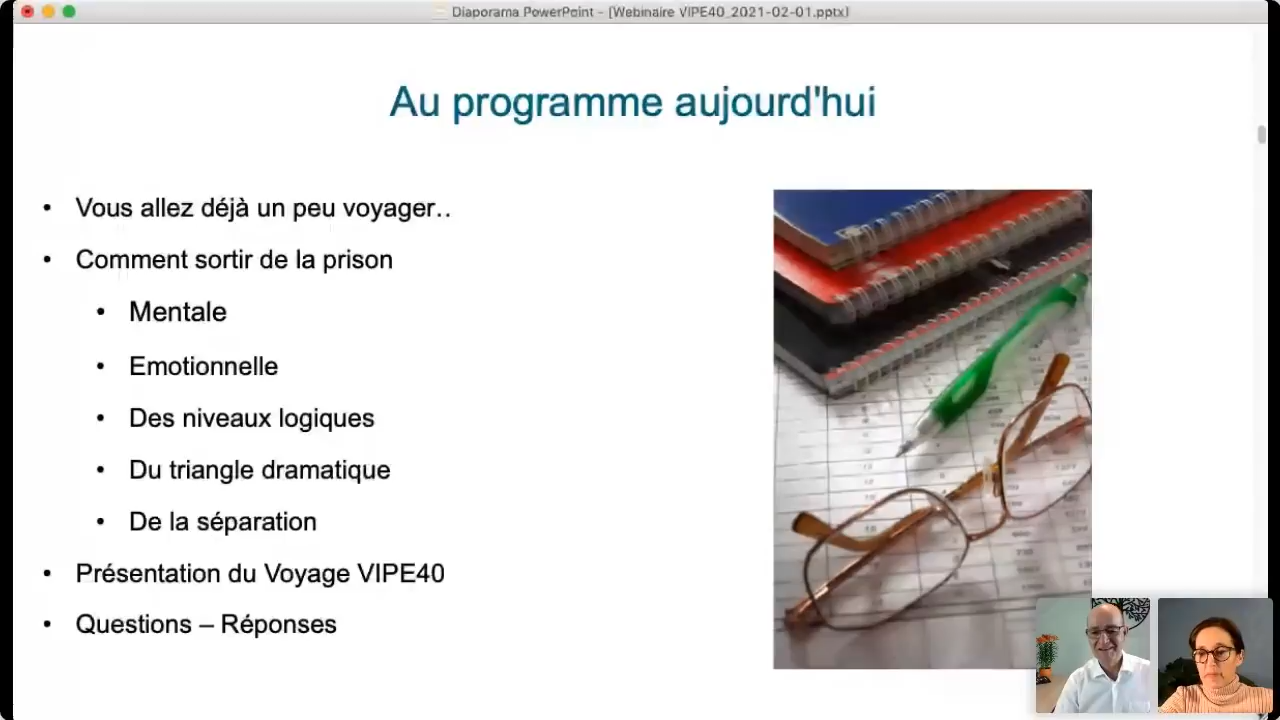 Diaporama PowerPoint - [Webinaire VIPE40_2021-02-01.pptx]
Au programme aujourd'hui
• Vous allez déjà un peu voyager..
• Comment sortir de la prison
• Mentale
• Emotionnelle
• Des niveaux logiques
• Du triangle dramatique
• De la séparation
• Présentation du Voyage VIPE40
• Questions – Réponses